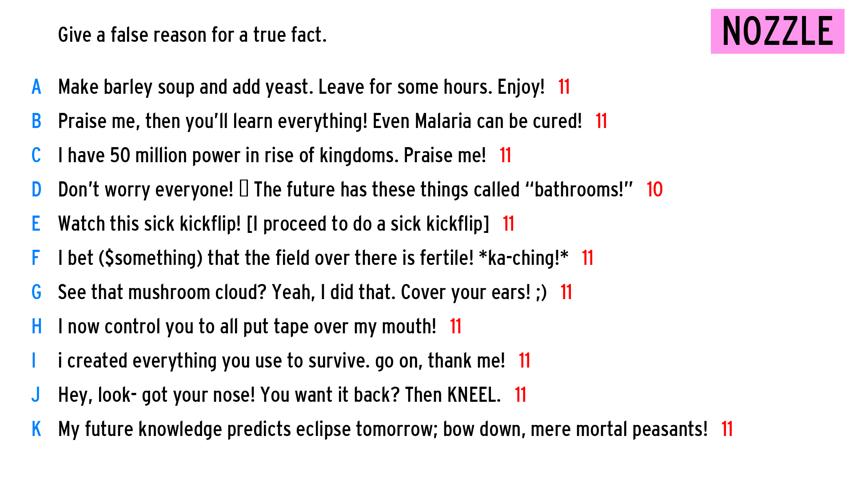 Give a false reason for a true fact.
NOZZLE
A Make barley soup and add yeast. Leave for some hours. Enjoy! 11
B Praise me, then you'll learn everything! Even Malaria can be cured! 11
C I have 50 million power in rise of kingdoms. Praise me! 11
D Don't worry everyone! ▯ The future has these things called “bathrooms!” 10
E Watch this sick kickflip! [I proceed to do a sick kickflip] 11
F I bet ($something) that the field over there is fertile! *ka-ching!* 11
G See that mushroom cloud? Yeah, I did that. Cover your ears! ;) 11
H I now control you to all put tape over my mouth! 11
I i created everything you use to survive. go on, thank me! 11
J Hey, look- got your nose! You want it back? Then KNEEL. 11
K My future knowledge predicts eclipse tomorrow; bow down, mere mortal peasants! 11